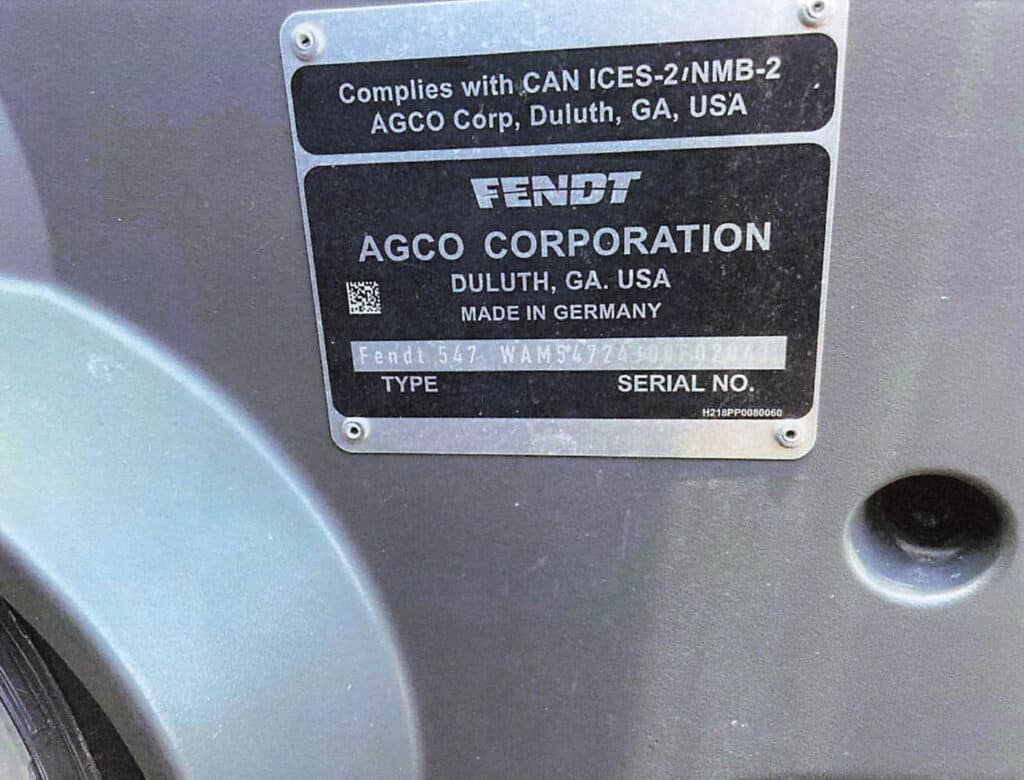 Complies with CAN ICES-2/NMB-2
AGCO Corp, Duluth, GA, USA
FENDT
AGCO CORPORATION
DULUTH, GA. USA
MADE IN GERMANY
Fendt 547
TYPE SERIAL NO.
H218PP0080060